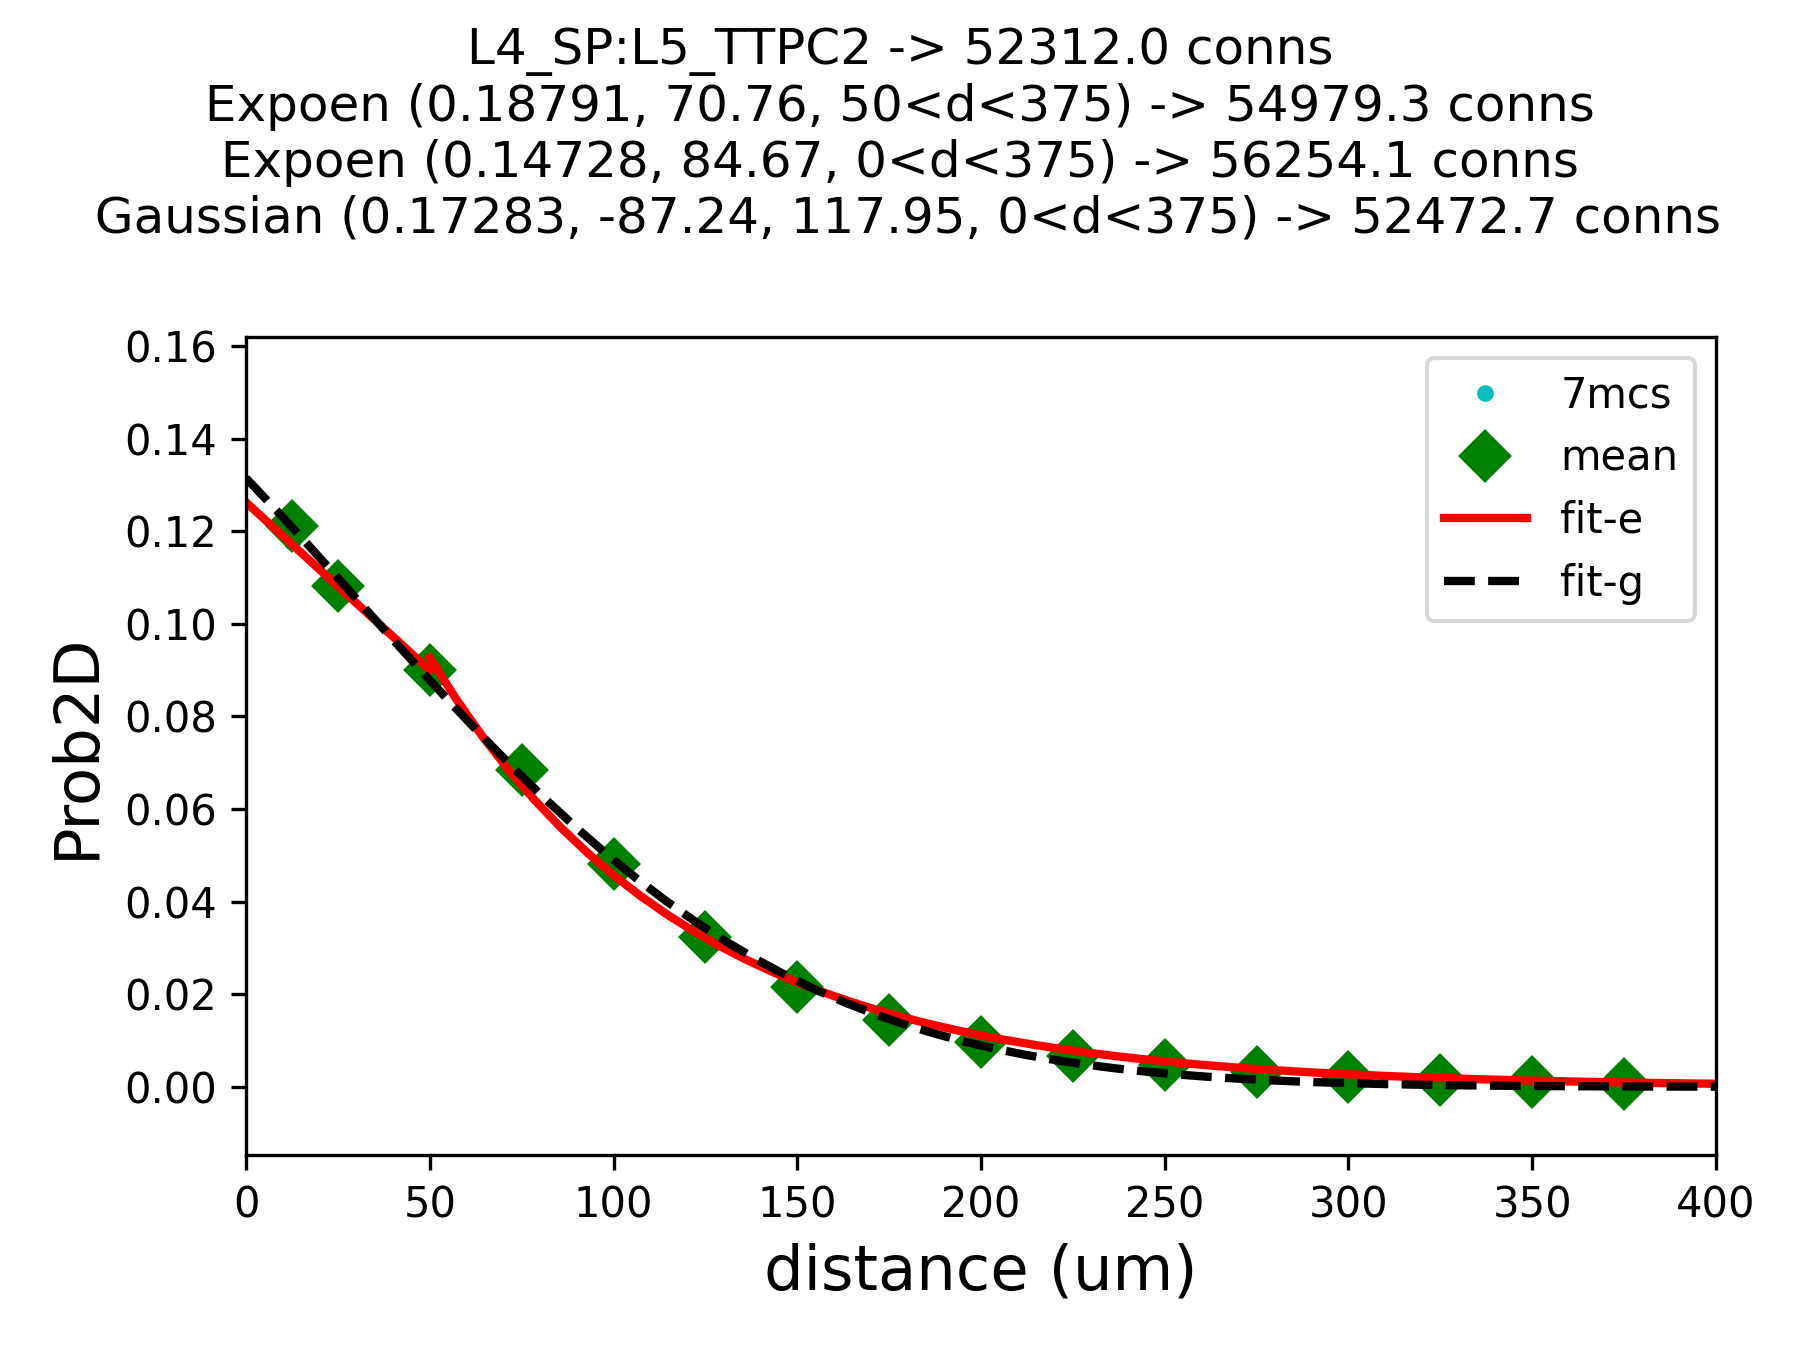 L4_SP:L5_TTPC2 -> 52312.0 conns
Expoen (0.18791, 70.76, 50<d<375) -> 54979.3 conns
Expoen (0.14728, 84.67, 0<d<375) -> 56254.1 conns
Gaussian (0.17283, -87.24, 117.95, 0<d<375) -> 52472.7 conns
0.16
0.14
0.12
0.10
0.08
0.06
0.04
0.02
0.00
Prob2D
7mcs
mean
fit-e
fit-g
0 50 100 150 200 250 300 350 400
distance (um)